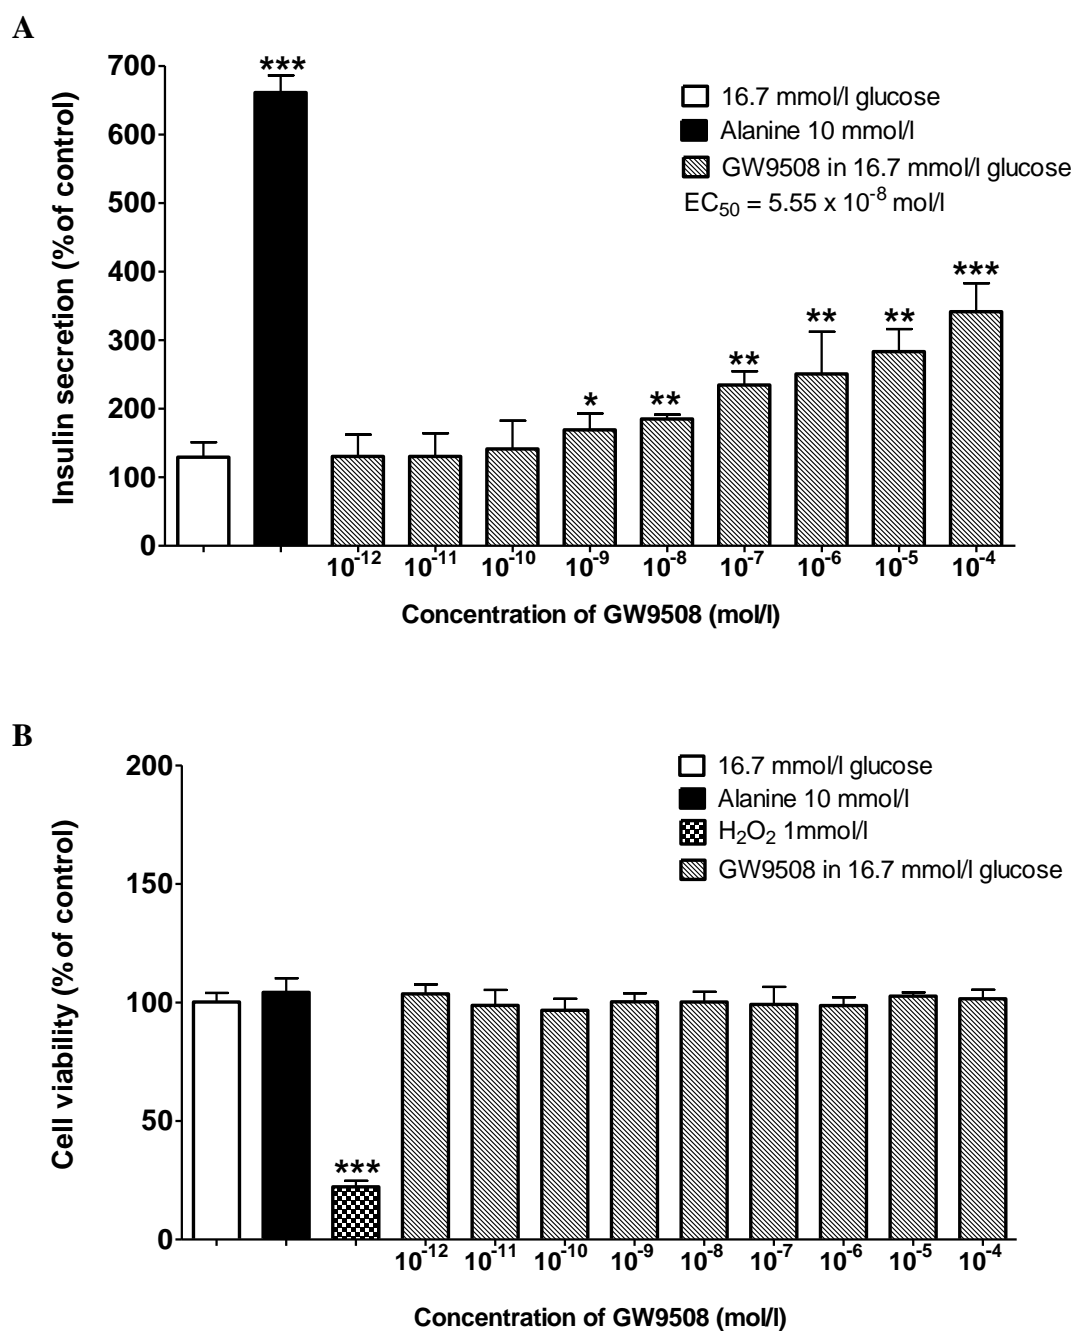 A
Insulin secretion (% of control)
700
600
500
400
300
200
100
0
***
*
**
**
**
**
***
16.7 mmol/l glucose
Alanine 10 mmol/l
GW9508 in 16.7 mmol/l glucose
EC₅₀ = 5.55 x 10⁻⁸ mol/l
10⁻¹² 10⁻¹¹ 10⁻¹⁰ 10⁻⁹ 10⁻⁸ 10⁻⁷ 10⁻⁶ 10⁻⁵ 10⁻⁴
Concentration of GW9508 (mol/l)
B
Cell viability (% of control)
200
150
100
50
0
***
16.7 mmol/l glucose
Alanine 10 mmol/l
H₂O₂ 1mmol/l
GW9508 in 16.7 mmol/l glucose
10⁻¹² 10⁻¹¹ 10⁻¹⁰ 10⁻⁹ 10⁻⁸ 10⁻⁷ 10⁻⁶ 10⁻⁵ 10⁻⁴
Concentration of GW9508 (mol/l)